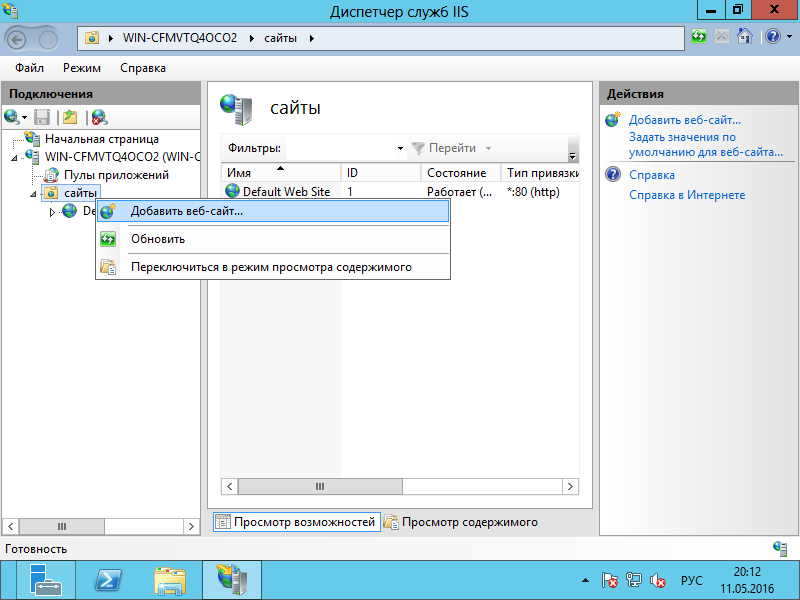 Диспетчер служб IIS
WIN-CFMVTQ4OCO2 сайты
Файл Режим Справка
Подключения
Начальная страница
WIN-CFMVTQ4OCO2 (WIN-C
Пулы приложений
сайты
De
Добавить веб-сайт...
Обновить
Переключиться в режим просмотра содержимого
сайты
Фильтры: Перейти
Имя ID Состояние Тип привязки
Default Web Site 1 Работает (... *:80 (http)
Просмотр возможностей Просмотр содержимого
Действия
Добавить веб-сайт...
Задать значения по
умолчанию для веб-сайта...
Справка
Справка в Интернете
Готовность
РУС
20:12
11.05.2016